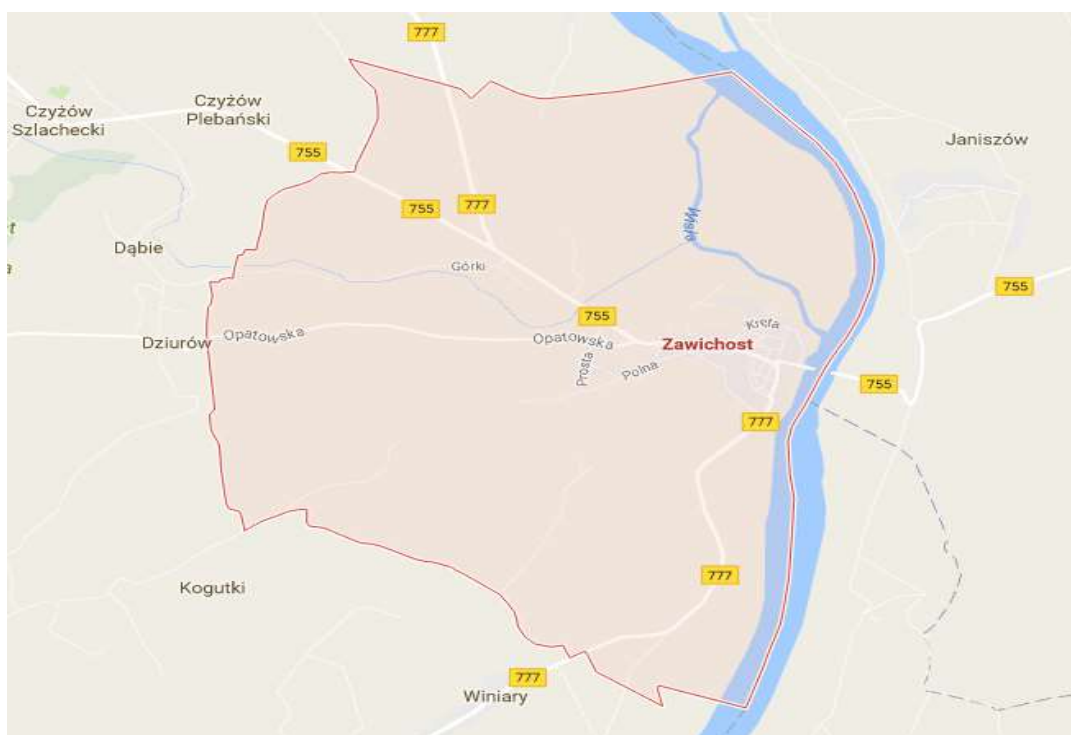 777
Czyżów
Szlachecki
Czyżów
Plebański
Janiszów
755
755
777
Wisła
Dąbie
Górki
755
755
Kręta
Dziurów
Opatowska
Opatowska
Zawichost
Prosta
Polna
755
777
777
Kogutki
777
Winiary